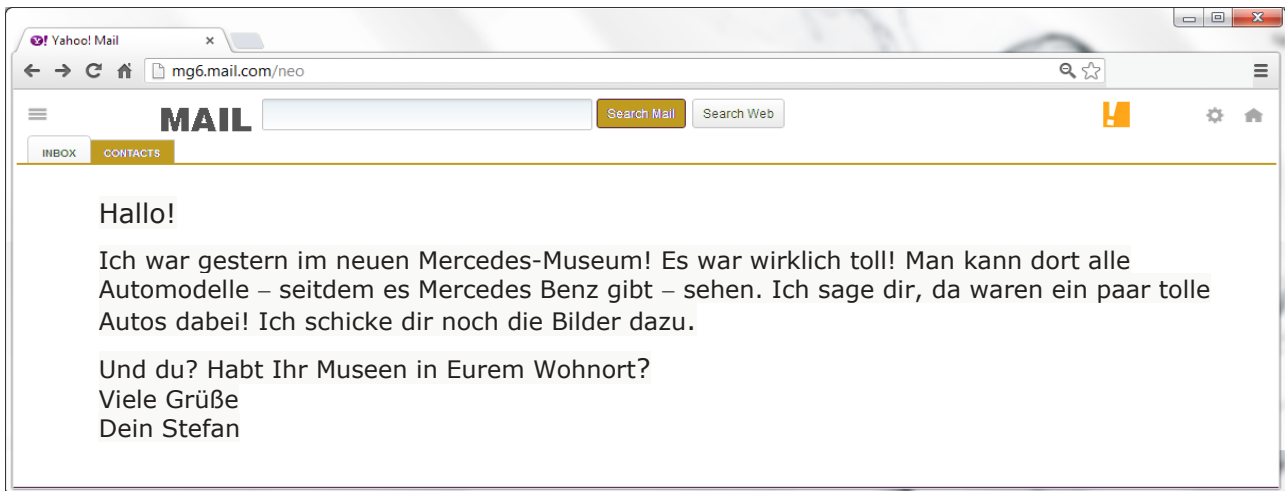 Yahoo! Mail
mg6.mail.com/neo
MAIL
Search Mail
Search Web
INBOX
CONTACTS
Hallo!
Ich war gestern im neuen Mercedes-Museum! Es war wirklich toll! Man kann dort alle
Automodelle – seitdem es Mercedes Benz gibt – sehen. Ich sage dir, da waren ein paar tolle
Autos dabei! Ich schicke dir noch die Bilder dazu.
Und du? Habt Ihr Museen in Eurem Wohnort?
Viele Grüße
Dein Stefan